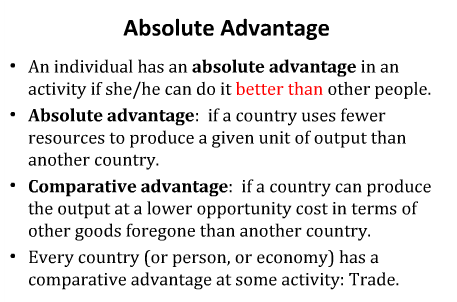 Absolute Advantage
• An individual has an absolute advantage in an
activity if she/he can do it better than other people.
• Absolute advantage:  if a country uses fewer
resources to produce a given unit of output than
another country.
• Comparative advantage:  if a country can produce
the output at a lower opportunity cost in terms of
other goods foregone than another country.
• Every country (or person, or economy) has a
comparative advantage at some activity: Trade.